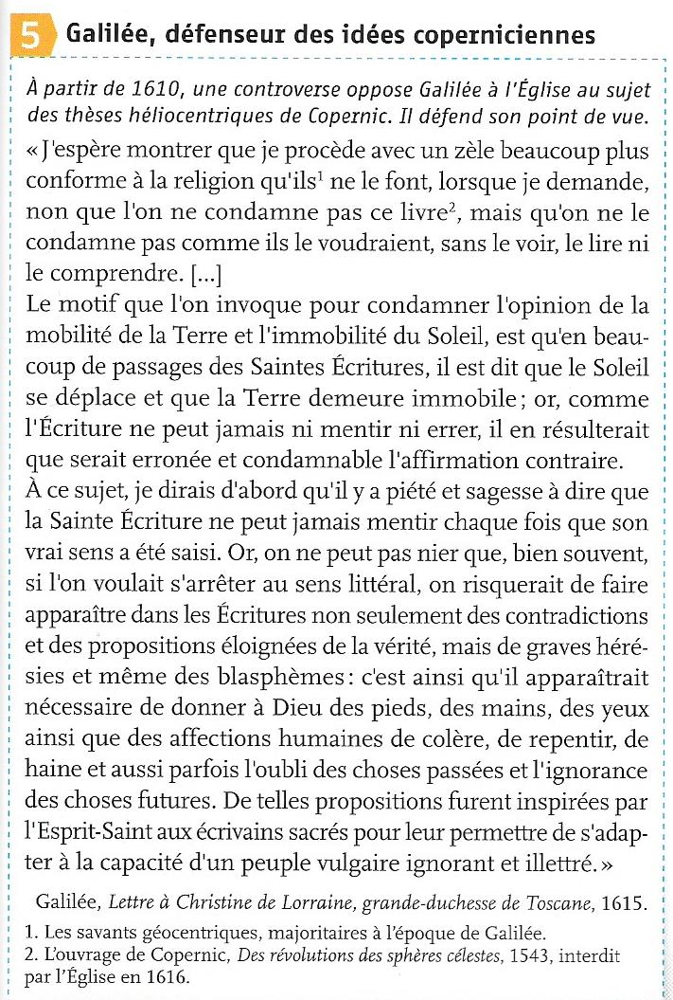 5 Galilée, défenseur des idées coperniciennes
À partir de 1610, une controverse oppose Galilée à l'Église au sujet
des thèses héliocentriques de Copernic. Il défend son point de vue.
« J'espère montrer que je procède avec un zèle beaucoup plus
conforme à la religion qu'ils¹ ne le font, lorsque je demande,
non que l'on ne condamne pas ce livre², mais qu'on ne le
condamne pas comme ils le voudraient, sans le voir, le lire ni
le comprendre. [...]
Le motif que l'on invoque pour condamner l'opinion de la
mobilité de la Terre et l'immobilité du Soleil, est qu'en beau-
coup de passages des Saintes Écritures, il est dit que le Soleil
se déplace et que la Terre demeure immobile ; or, comme
l'Écriture ne peut jamais ni mentir ni errer, il en résulterait
que serait erronée et condamnable l'affirmation contraire.
À ce sujet, je dirais d'abord qu'il y a piété et sagesse à dire que
la Sainte Écriture ne peut jamais mentir chaque fois que son
vrai sens a été saisi. Or, on ne peut pas nier que, bien souvent,
si l'on voulait s'arrêter au sens littéral, on risquerait de faire
apparaître dans les Écritures non seulement des contradictions
et des propositions éloignées de la vérité, mais de graves héré-
sies et même des blasphèmes : c'est ainsi qu'il apparaîtrait
nécessaire de donner à Dieu des pieds, des mains, des yeux
ainsi que des affections humaines de colère, de repentir, de
haine et aussi parfois l'oubli des choses passées et l'ignorance
des choses futures. De telles propositions furent inspirées par
l'Esprit-Saint aux écrivains sacrés pour leur permettre de s'adap-
ter à la capacité d'un peuple vulgaire ignorant et illettré. »
Galilée, Lettre à Christine de Lorraine, grande-duchesse de Toscane, 1615.
1. Les savants géocentriques, majoritaires à l'époque de Galilée.
2. L'ouvrage de Copernic, Des révolutions des sphères célestes, 1543, interdit
par l'Église en 1616.